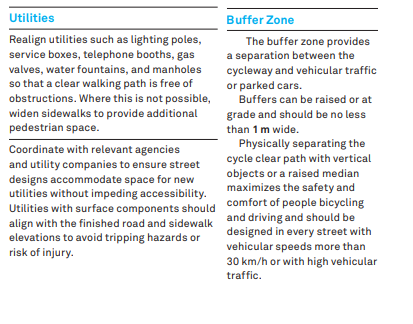 Utilities
Realign utilities such as lighting poles,
service boxes, telephone booths, gas
valves, water fountains, and manholes
so that a clear walking path is free of
obstructions. Where this is not possible,
widen sidewalks to provide additional
pedestrian space.
Coordinate with relevant agencies
and utility companies to ensure street
designs accommodate space for new
utilities without impeding accessibility.
Utilities with surface components should
align with the finished road and sidewalk
elevations to avoid tripping hazards or
risk of injury.
Buffer Zone
The buffer zone provides
a separation between the
cycleway and vehicular traffic
or parked cars.
Buffers can be raised or at
grade and should be no less
than 1 m wide.
Physically separating the
cycle clear path with vertical
objects or a raised median
maximizes the safety and
comfort of people bicycling
and driving and should be
designed in every street with
vehicular speeds more than
30 km/h or with high vehicular
traffic.